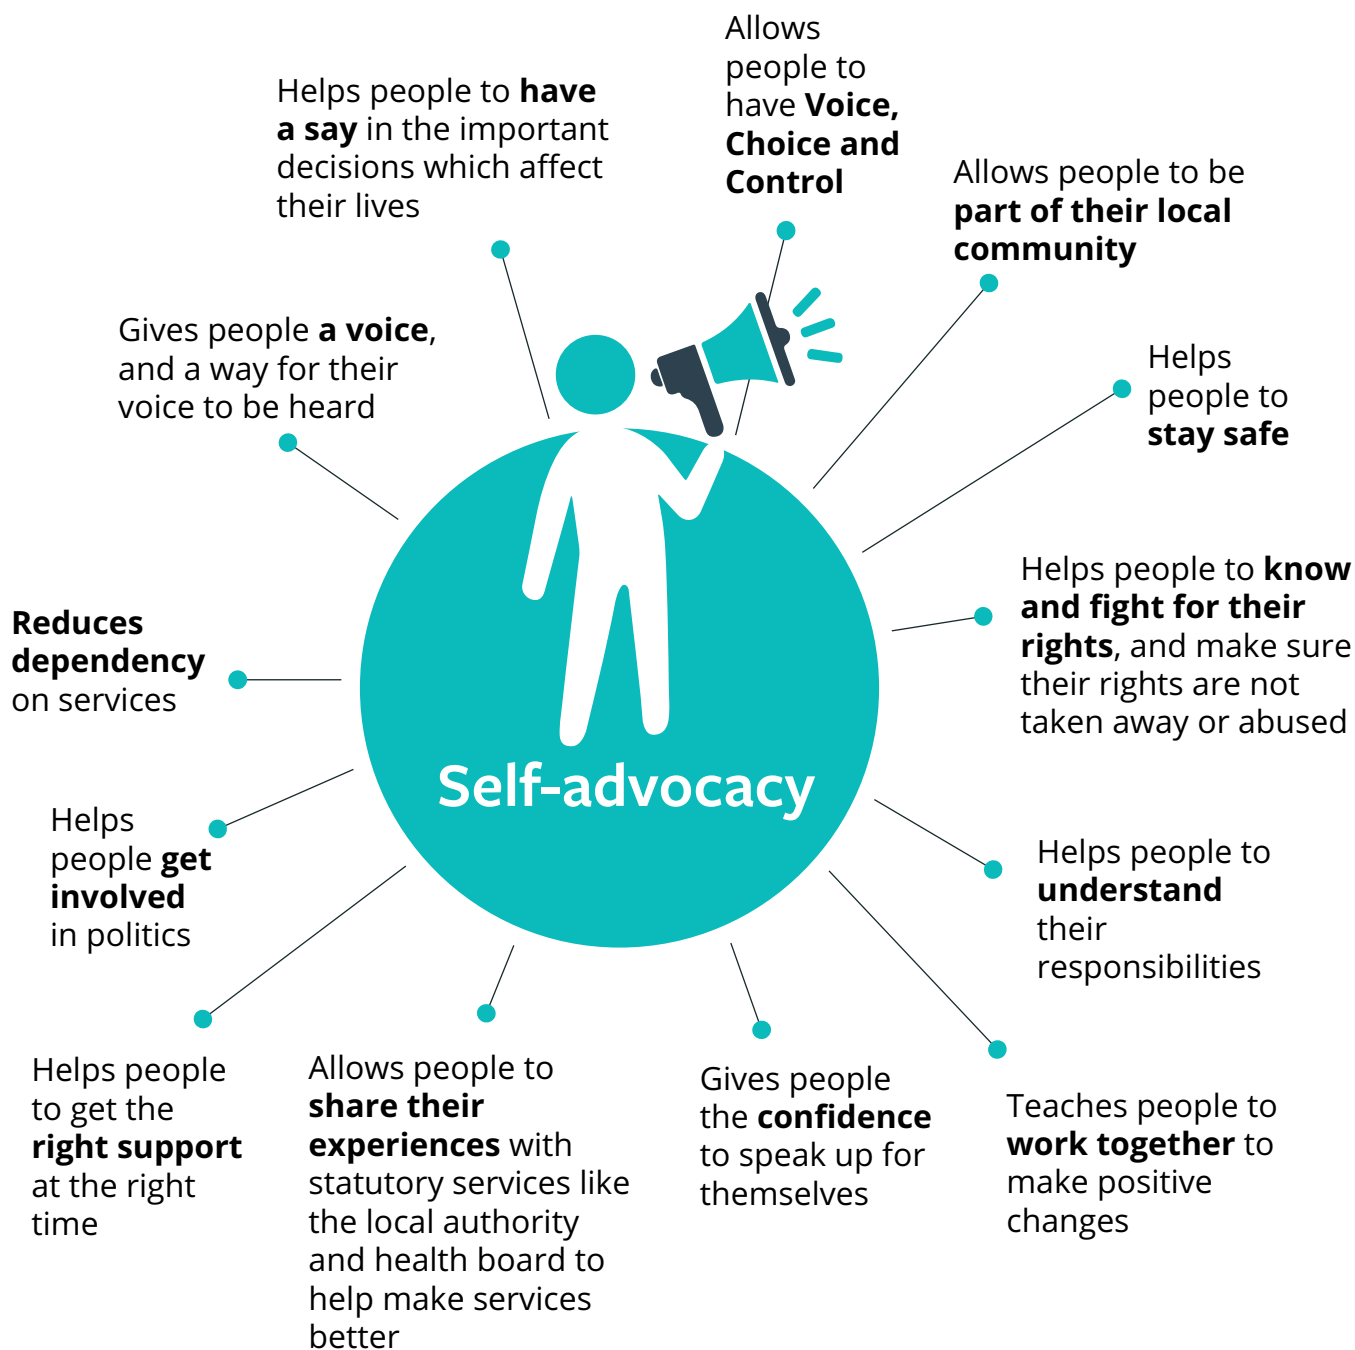 Allows
people to
have Voice,
Choice and
Control
Helps people to have
a say in the important
decisions which affect
their lives
Allows people to be
part of their local
community
Gives people a voice,
and a way for their
voice to be heard
Helps
people to
stay safe
Helps people to know
and fight for their
rights, and make sure
their rights are not
taken away or abused
Reduces
dependency
on services
Self-advocacy
Helps
people get
involved
in politics
Helps people to
understand
their
responsibilities
Helps people
to get the
right support
at the right
time
Allows people to
share their
experiences with
statutory services like
the local authority
and health board to
help make services
better
Gives people
the confidence
to speak up for
themselves
Teaches people to
work together to
make positive
changes